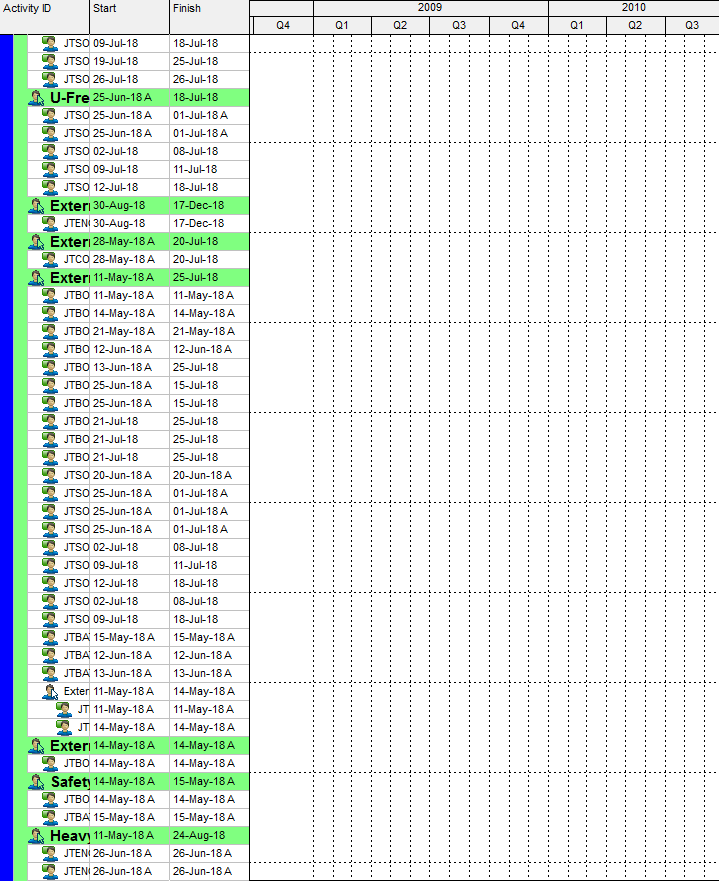 Activity ID Start Finish 2009 2010
Q4 Q1 Q2 Q3 Q4 Q1 Q2 Q3
JTSO 09-Jul-18 18-Jul-18
JTSO 19-Jul-18 25-Jul-18
JTSO 26-Jul-18 26-Jul-18
U-Fre 25-Jun-18 A 18-Jul-18
JTSO 25-Jun-18 A 01-Jul-18 A
JTSO 25-Jun-18 A 01-Jul-18 A
JTSO 02-Jul-18 08-Jul-18
JTSO 09-Jul-18 11-Jul-18
JTSO 12-Jul-18 18-Jul-18
Exter 30-Aug-18 17-Dec-18
JTEN 30-Aug-18 17-Dec-18
Exter 28-May-18 A 20-Jul-18
JTCO 28-May-18 A 20-Jul-18
Exter 11-May-18 A 25-Jul-18
JTBO 11-May-18 A 11-May-18 A
JTBO 14-May-18 A 14-May-18 A
JTBO 21-May-18 A 21-May-18 A
JTBO 12-Jun-18 A 12-Jun-18 A
JTBO 13-Jun-18 A 25-Jul-18
JTBO 25-Jun-18 A 15-Jul-18
JTBO 25-Jun-18 A 15-Jul-18
JTBO 21-Jul-18 25-Jul-18
JTBO 21-Jul-18 25-Jul-18
JTBO 21-Jul-18 25-Jul-18
JTSO 20-Jun-18 A 20-Jun-18 A
JTSO 25-Jun-18 A 01-Jul-18 A
JTSO 25-Jun-18 A 01-Jul-18 A
JTSO 25-Jun-18 A 01-Jul-18 A
JTSO 02-Jul-18 08-Jul-18
JTSO 09-Jul-18 11-Jul-18
JTSO 12-Jul-18 18-Jul-18
JTSO 02-Jul-18 08-Jul-18
JTSO 09-Jul-18 18-Jul-18
JTBA 15-May-18 A 15-May-18 A
JTBA 12-Jun-18 A 12-Jun-18 A
JTBA 13-Jun-18 A 13-Jun-18 A
Exter 11-May-18 A 14-May-18 A
JT 11-May-18 A 11-May-18 A
JT 14-May-18 A 14-May-18 A
Exter 14-May-18 A 14-May-18 A
JTBO 14-May-18 A 14-May-18 A
Safety 14-May-18 A 15-May-18 A
JTBO 14-May-18 A 14-May-18 A
JTBA 15-May-18 A 15-May-18 A
Heavy 11-May-18 A 24-Aug-18
JTEN 26-Jun-18 A 26-Jun-18 A
JTEN 26-Jun-18 A 26-Jun-18 A